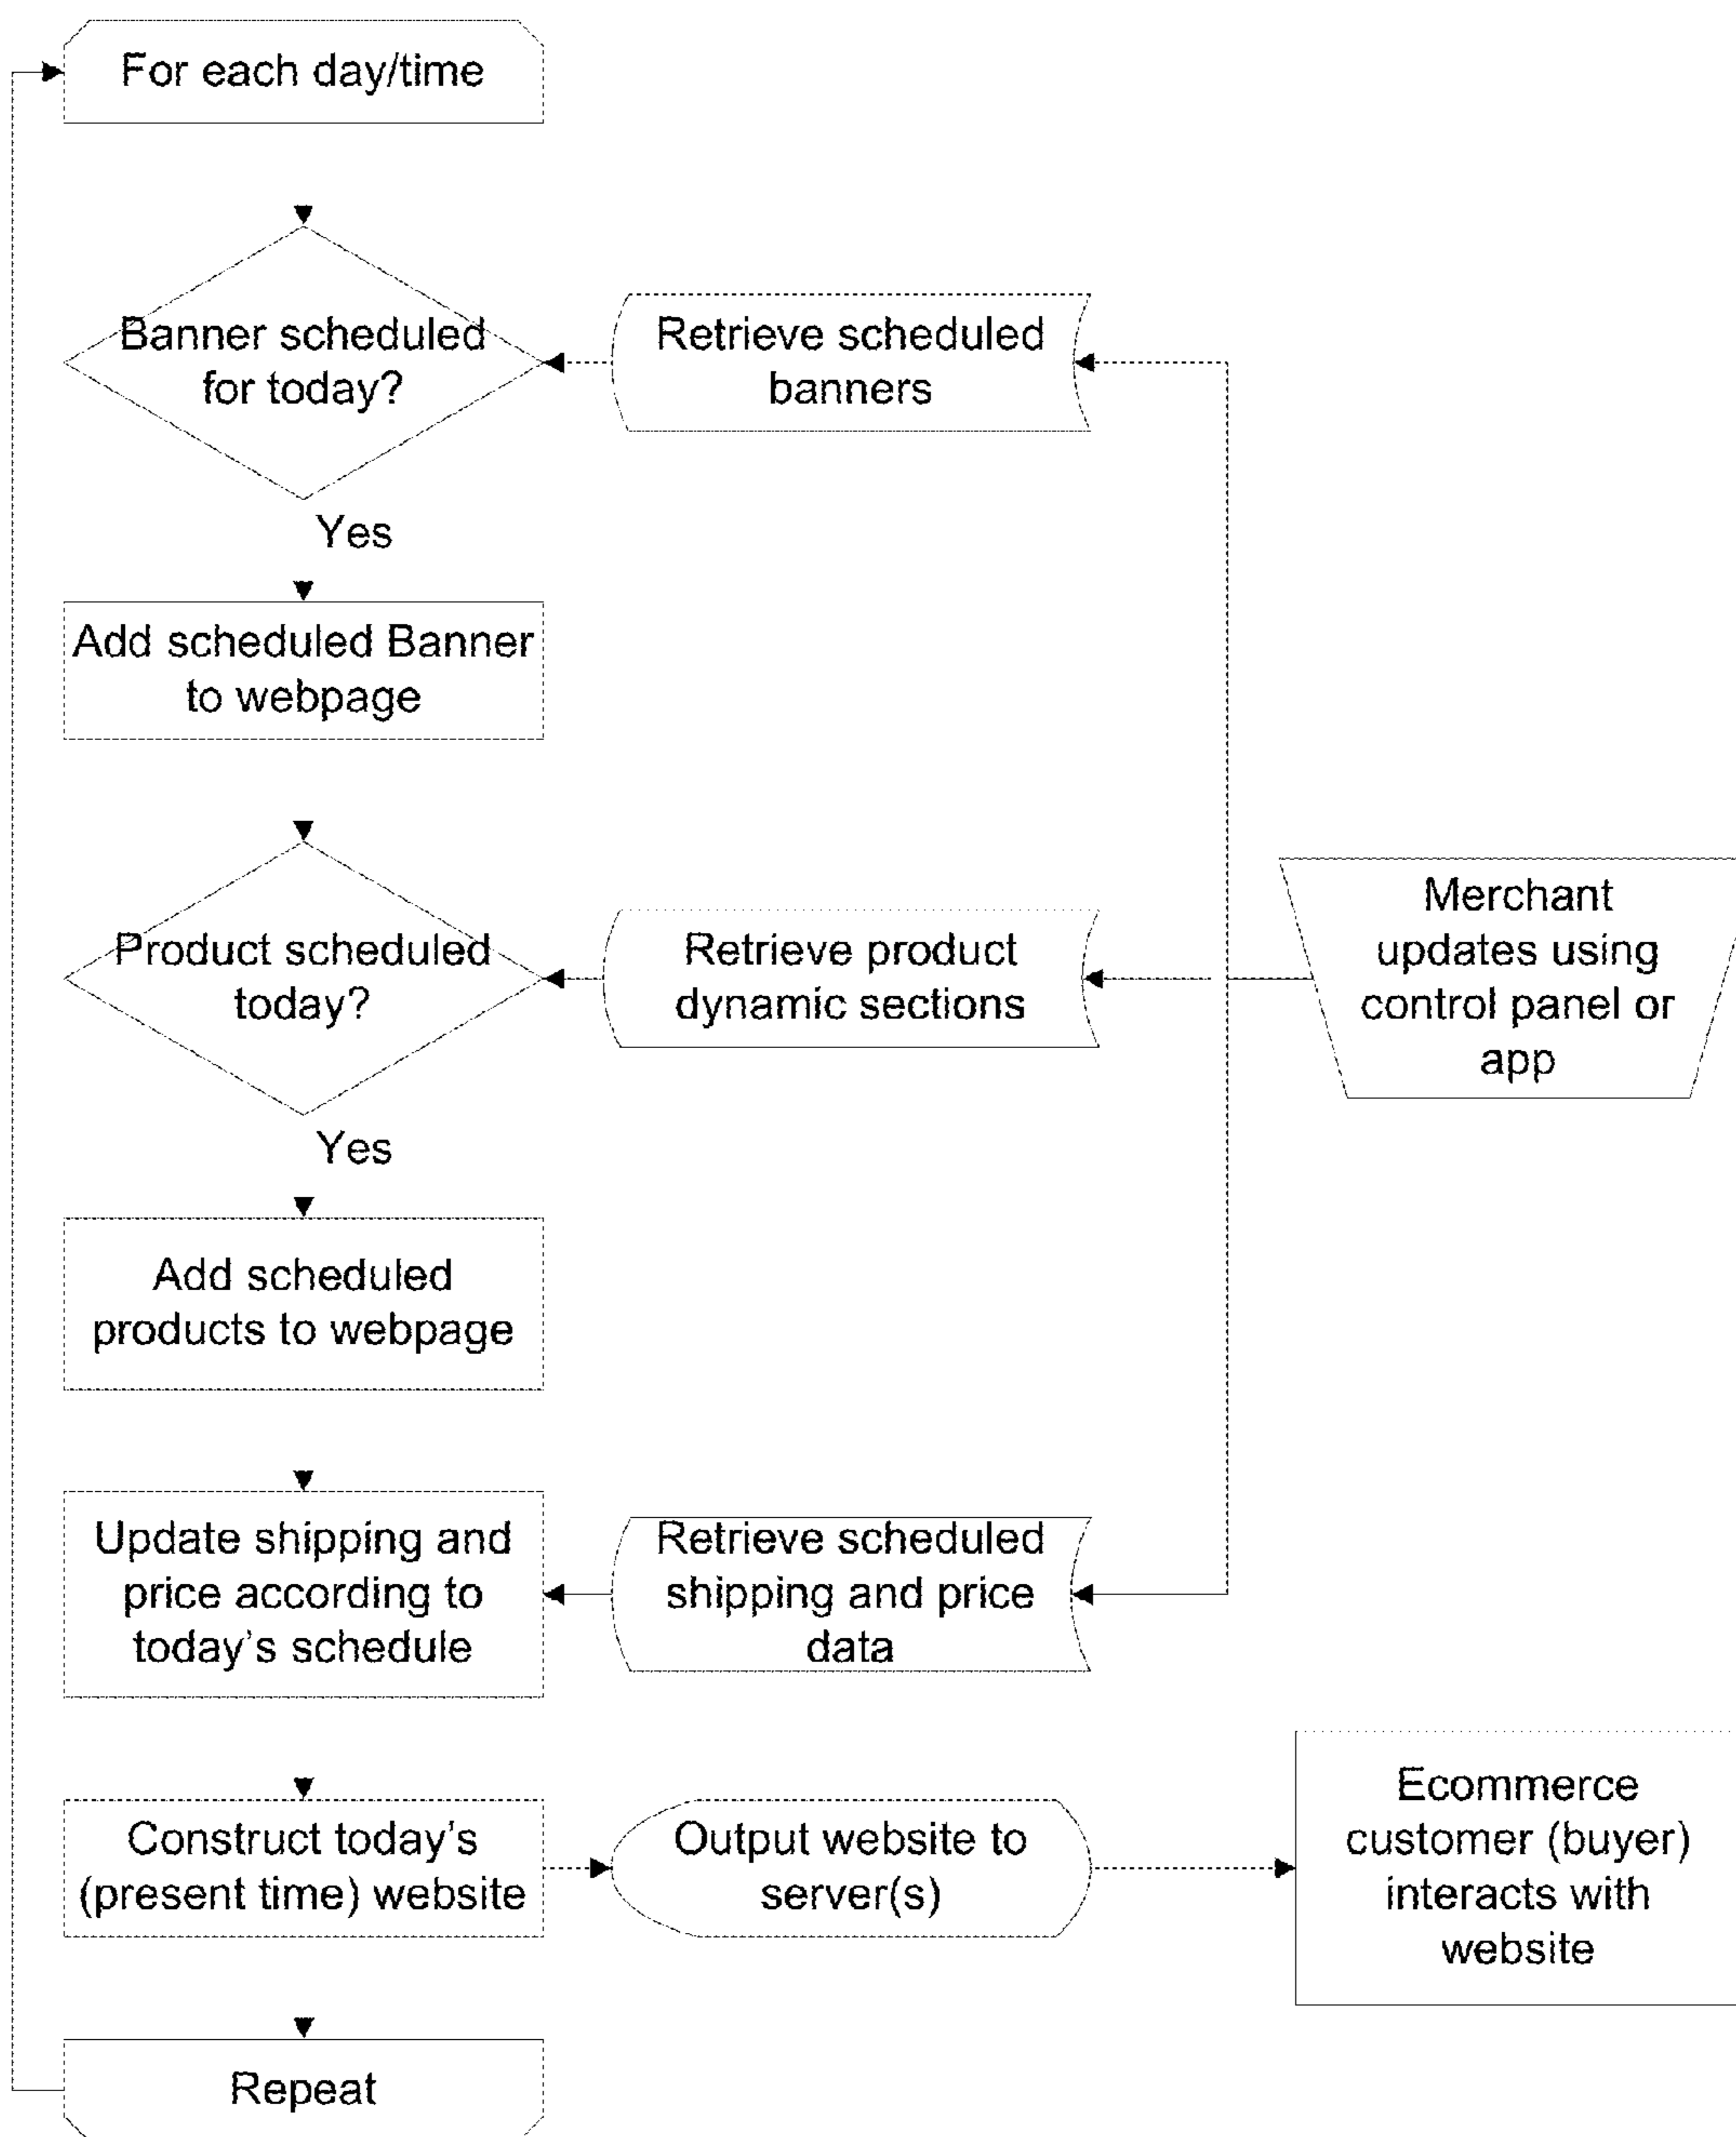 For each day/time
Banner scheduled
for today?
Retrieve scheduled
banners
Yes
Add scheduled Banner
to webpage
Product scheduled
today?
Retrieve product
dynamic sections
Merchant
updates using
control panel or
app
Yes
Add scheduled
products to webpage
Update shipping and
price according to
today's schedule
Retrieve scheduled
shipping and price
data
Construct today's
(present time) website
Output website to
server(s)
Ecommerce
customer (buyer)
interacts with
website
Repeat